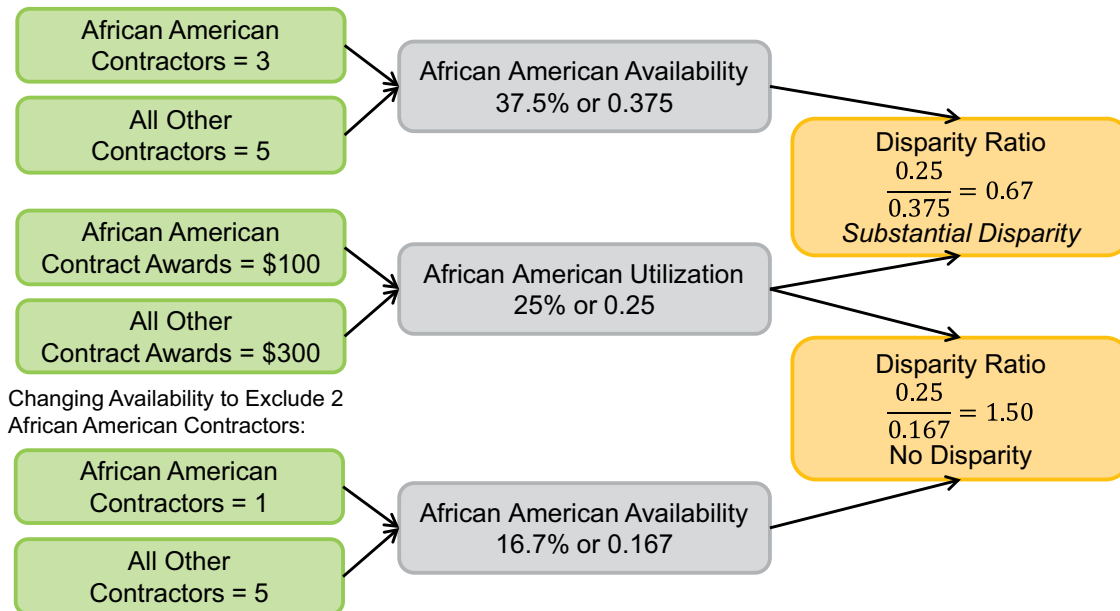 African American
Contractors = 3
All Other
Contractors = 5
African American Availability
37.5% or 0.375
African American
Contract Awards = $100
All Other
Contract Awards = $300
African American Utilization
25% or 0.25
Disparity Ratio
0.25
0.375 = 0.67
Substantial Disparity
Changing Availability to Exclude 2
African American Contractors:
African American
Contractors = 1
All Other
Contractors = 5
African American Availability
16.7% or 0.167
Disparity Ratio
0.25
0.167 = 1.50
No Disparity